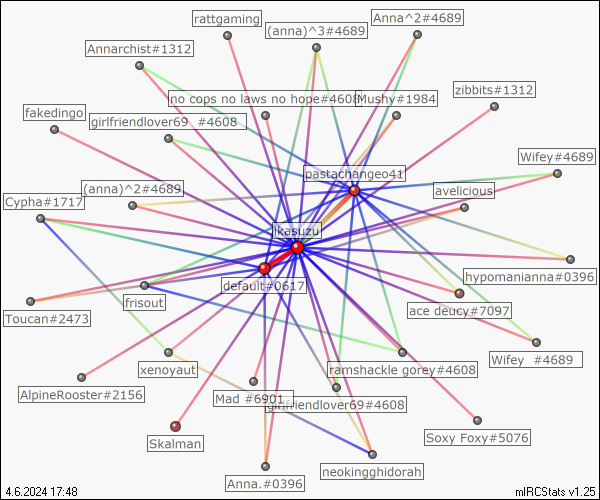 rattgaming
(anna)^3#4689
Anna^2#4689
Annarchist#1312
zibbits#1312
no cops no laws no hope#4608
Mushy#1984
fakedingo
girlfriendlover69 #4608
Wifey#4689
pastachangeo41
(anna)^2#4689
avelicious
Cypha#1717
ikasuzu
hypomanianna#0396
default#0617
frisout
ace deucy#7097
Toucan#2473
Wifey #4689
xenoyaut
ramshackle gorey#4608
AlpineRooster#2156
Mad #6901
girlfriendlover69#4608
Skalman
Soxy Foxy#5076
neokingghidorah
Anna.#0396
4.6.2024 17:48
mIRCStats v1.25